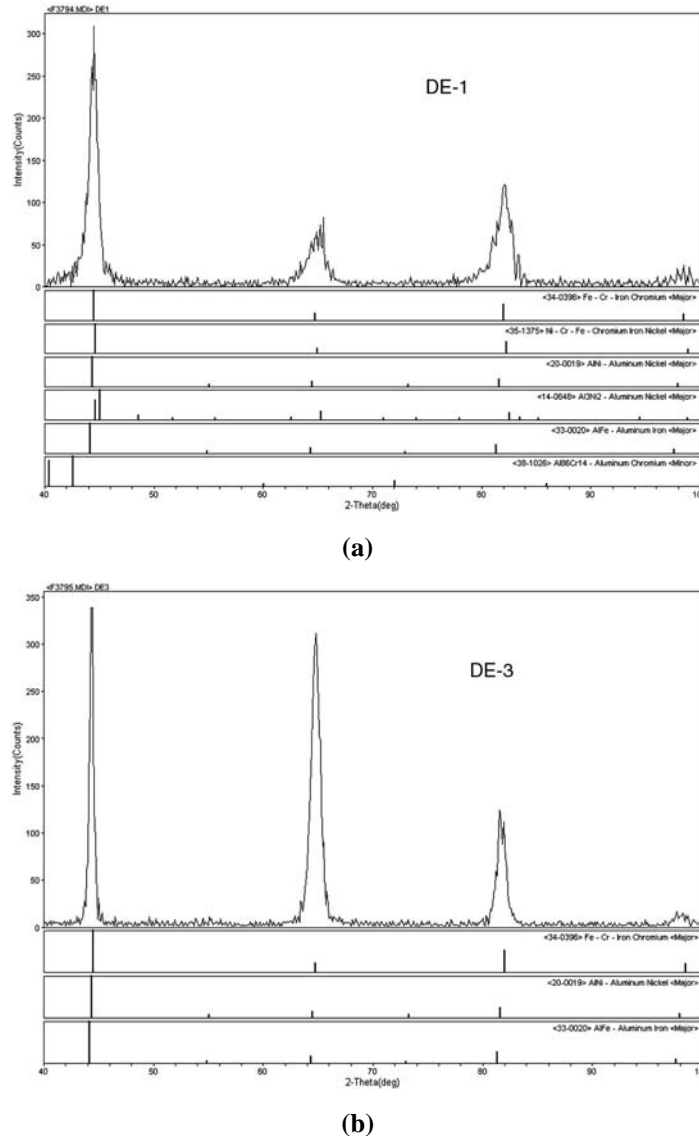 <F3794.MDI> DE1
300
250
200
150
100
50
0
Intensity(Counts)
DE-1
<34-0396> Fe - Cr - Iron Chromium <Major>
<35-1375> Ni - Cr - Fe - Chromium Iron Nickel <Major>
<20-0019> AlNi - Aluminum Nickel <Major>
<14-0648> Al3Ni2 - Aluminum Nickel <Major>
<33-0020> AlFe - Aluminum Iron <Major>
<38-1026> Al86Cr14 - Aluminum Chromium <Minor>
40 50 60 70 80 90 10
2-Theta(deg)
(a)
<F3795.MDI> DE3
350
300
250
200
150
100
50
0
Intensity(Counts)
DE-3
<34-0396> Fe - Cr - Iron Chromium <Major>
<20-0019> AlNi - Aluminum Nickel <Major>
<33-0020> AlFe - Aluminum Iron <Major>
40 50 60 70 80 90 10
2-Theta(deg)
(b)